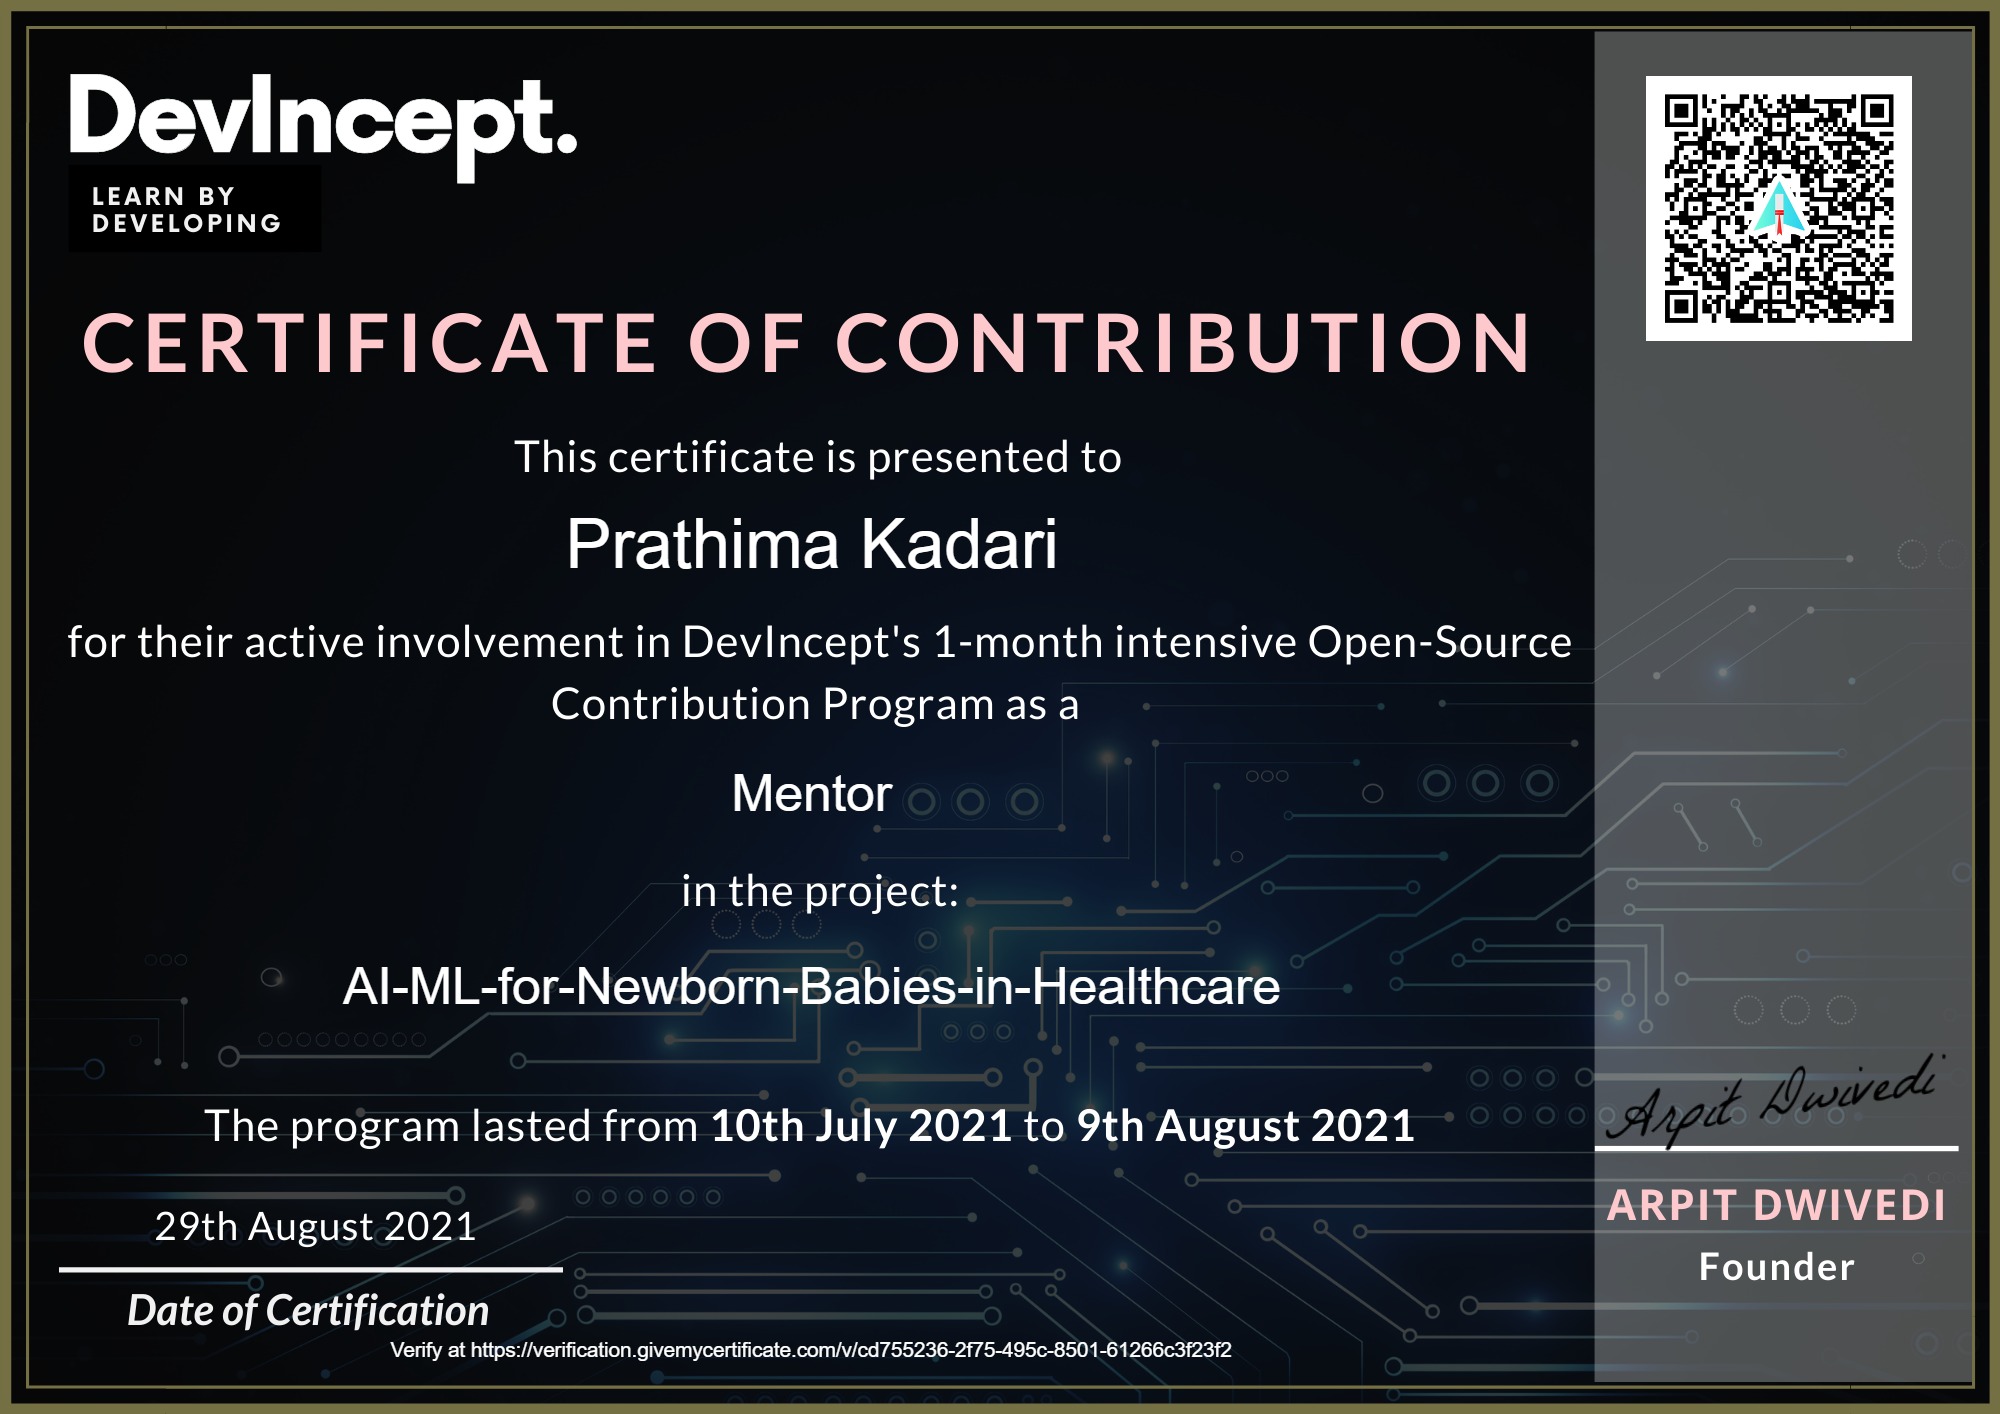 DevIncept.
LEARN BY
DEVELOPING
CERTIFICATE OF CONTRIBUTION
This certificate is presented to
Prathima Kadari
for their active involvement in DevIncept's 1-month intensive Open-Source
Contribution Program as a
Mentor
in the project:
AI-ML-for-Newborn-Babies-in-Healthcare
The program lasted from 10th July 2021 to 9th August 2021
29th August 2021
Date of Certification
Arpit Dwivedi
ARPIT DWIVEDI
Founder
Verify at https://verification.givemycertificate.com/v/cd755236-2f75-495c-8501-61266c3f23f2